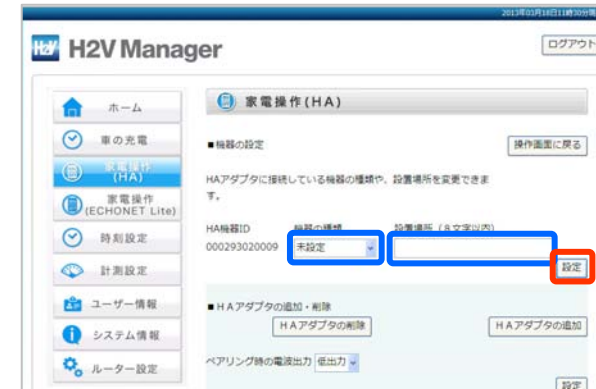 2013年03月18日11時30分
H2V H2V Manager
ログアウト
ホーム
車の充電
家電操作
(HA)
家電操作
(ECHONET Lite)
時刻設定
計測設定
ユーザー情報
システム情報
ルーター設定
家電操作(HA)
■機器の設定
操作画面に戻る
HAアダプタに接続している機器の種類や、設置場所を変更できま
す。
HA機器ID 機器の種類 設置場所（8文字以内）
000293020009 未設定
設定
■HAアダプタの追加・削除
HAアダプタの削除 HAアダプタの追加
ペアリング時の電波出力 低出力
設定